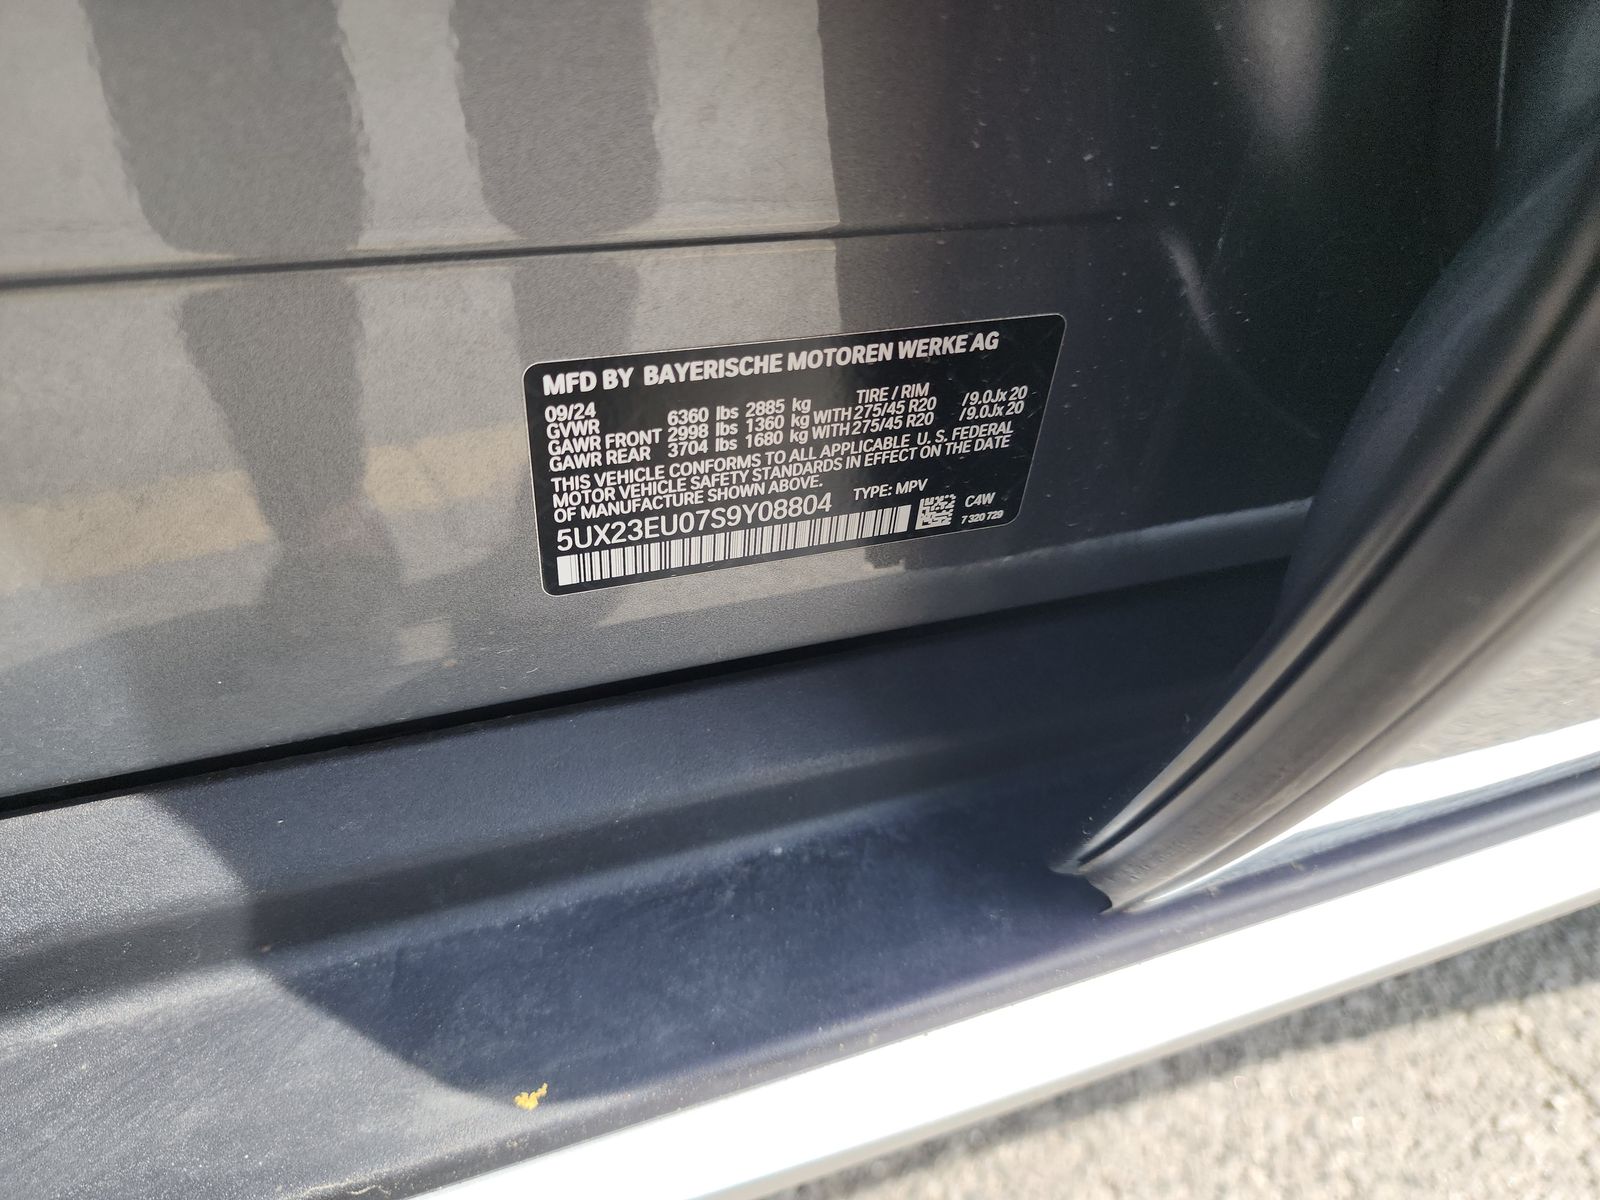 MFD BY BAYERISCHE MOTOREN WERKE AG
09/24 TIRE / RIM
GVWR 6360 lbs 2885 kg
GAWR FRONT 2998 lbs 1360 kg WITH 275/45 R20 /9.0Jx 20
GAWR REAR 3704 lbs 1680 kg WITH 275/45 R20 /9.0Jx 20
THIS VEHICLE CONFORMS TO ALL APPLICABLE U.S. FEDERAL
MOTOR VEHICLE SAFETY STANDARDS IN EFFECT ON THE DATE
OF MANUFACTURE SHOWN ABOVE. TYPE: MPV
5UX23EU07S9Y08804 C4W
7 320 729